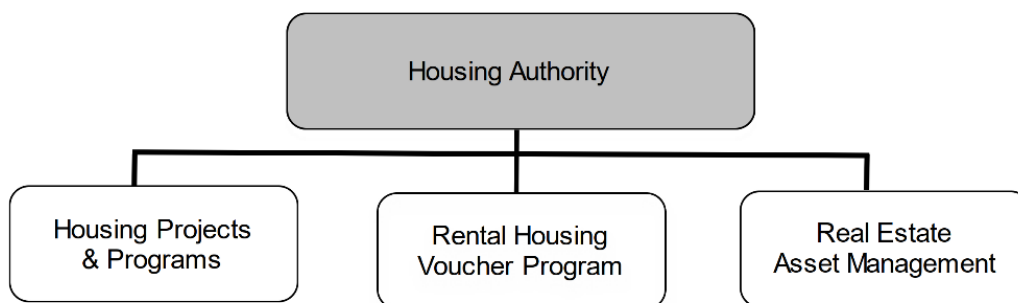 Housing Authority
Housing Projects
& Programs
Rental Housing
Voucher Program
Real Estate
Asset Management